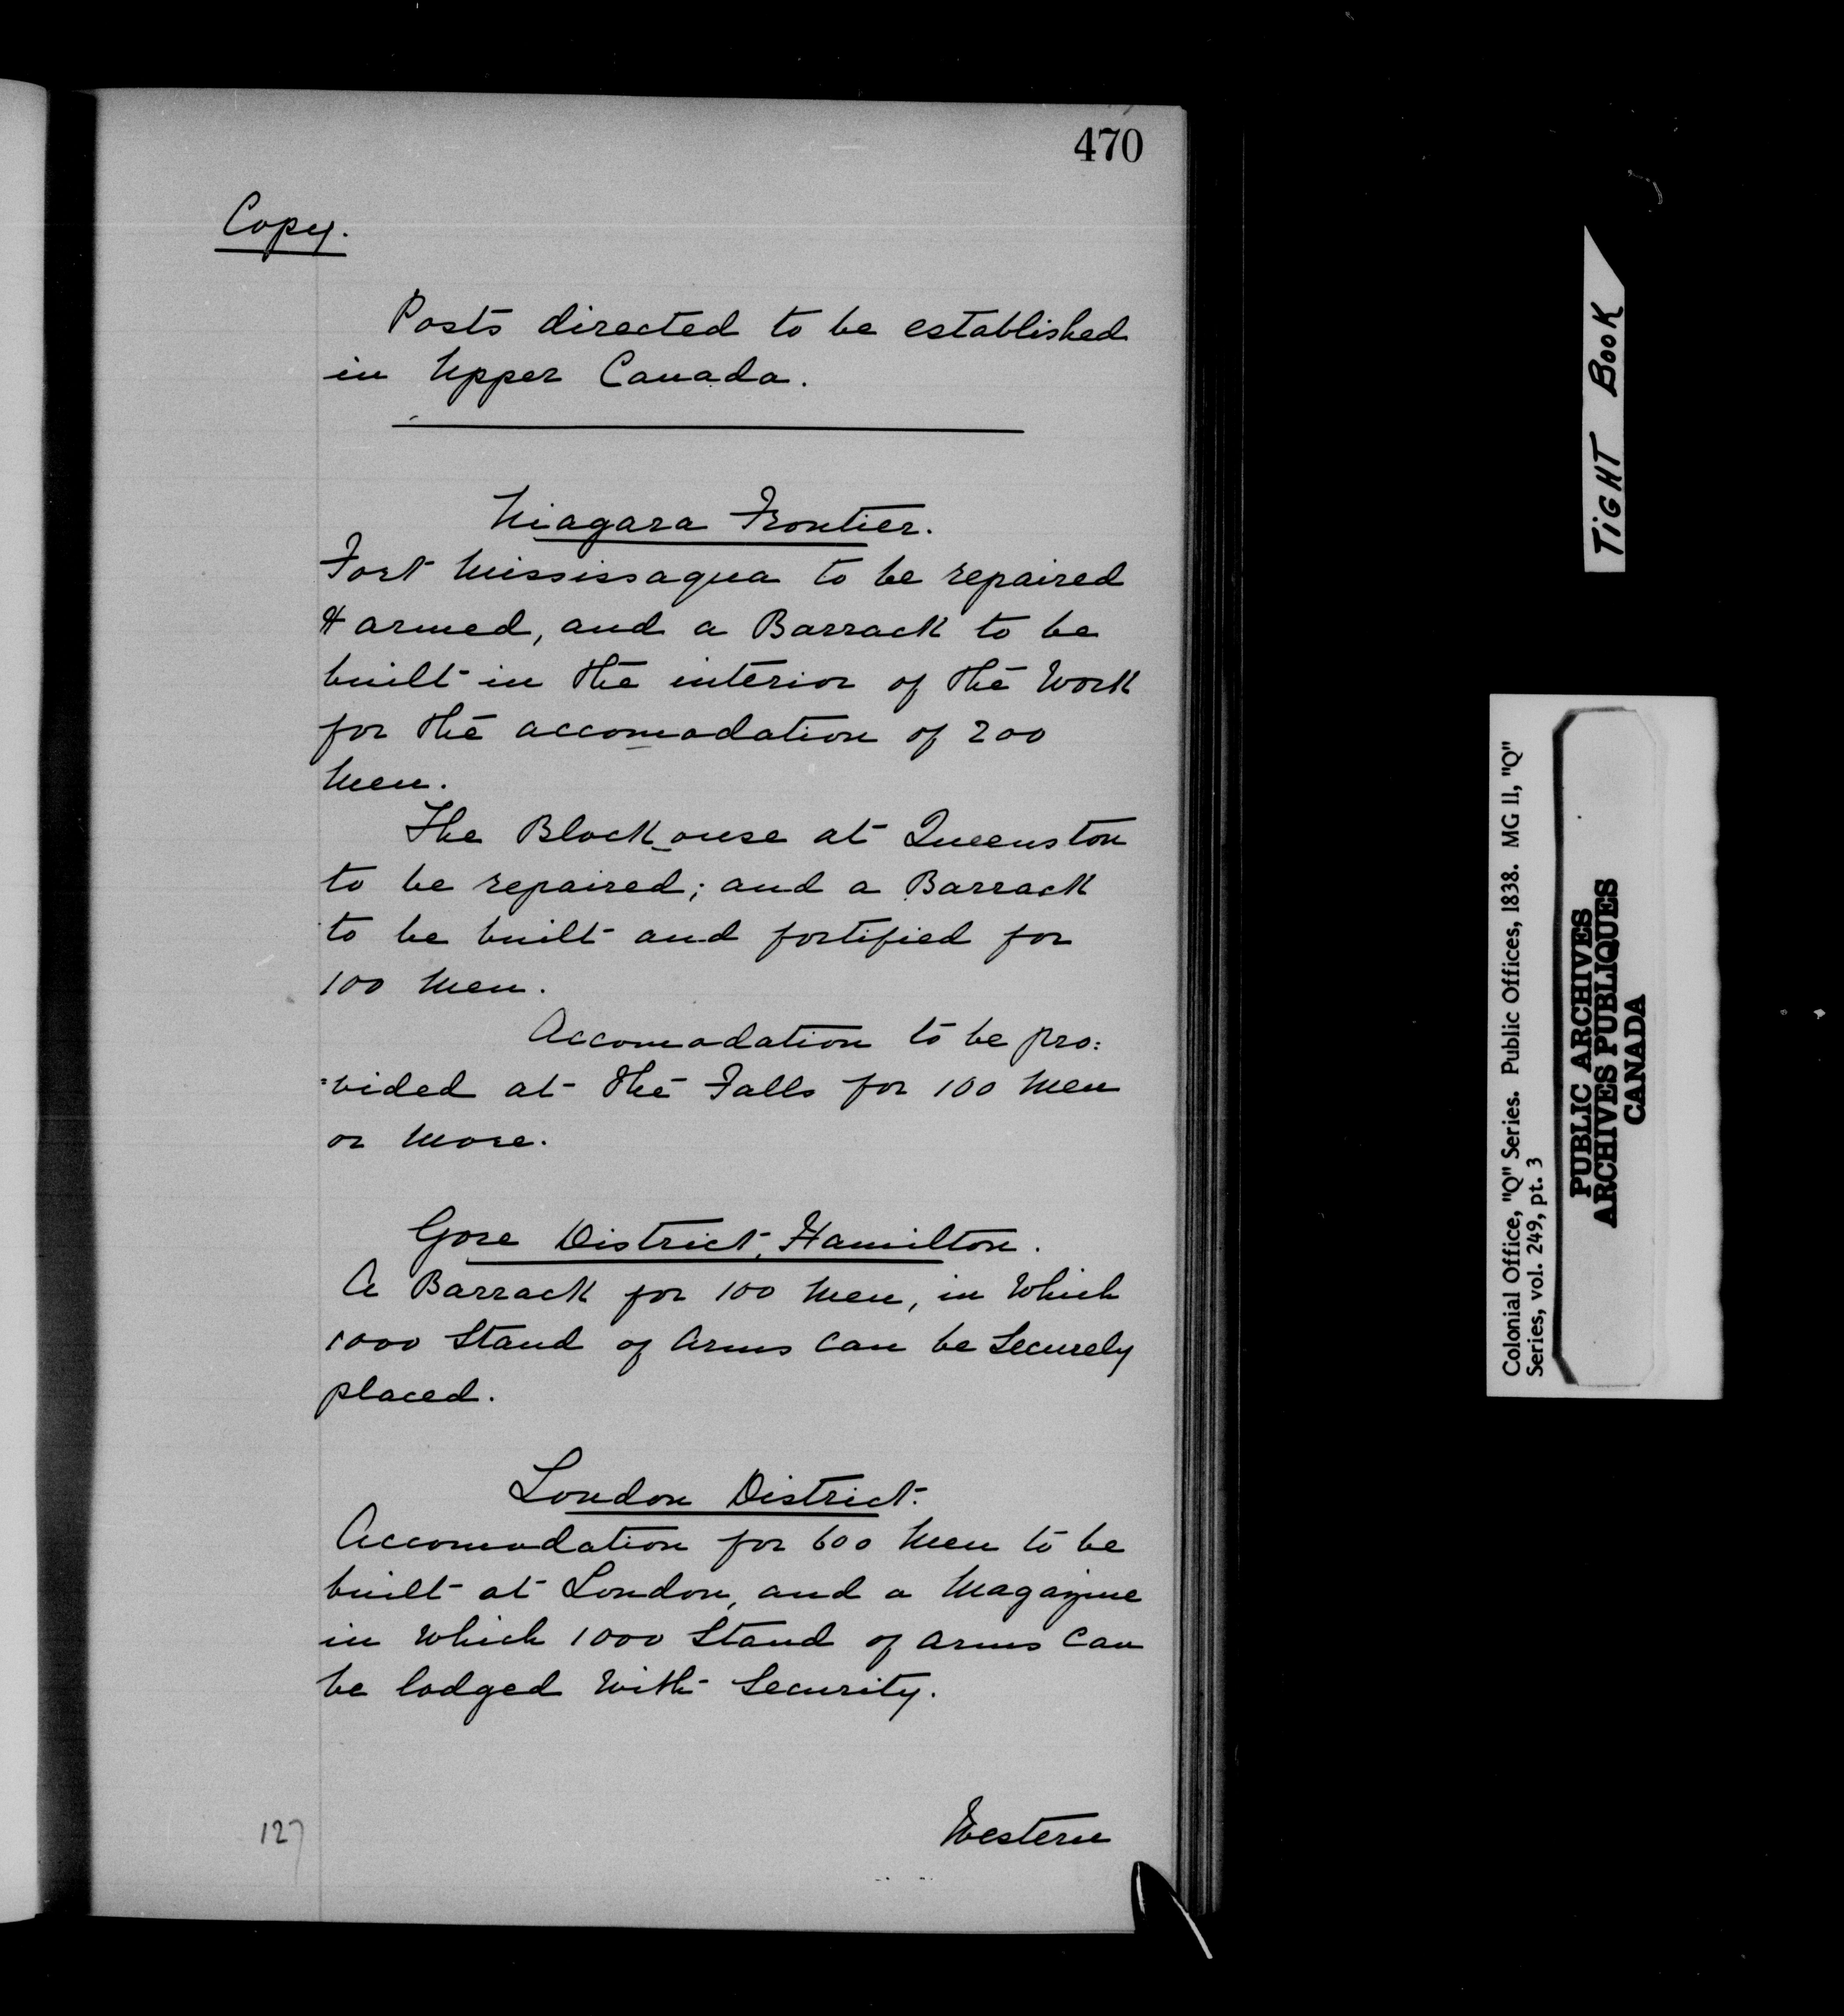 470
Copy.
Posts directed to be established
in Upper Canada.
Niagara Frontier.
Fort Mississaqua to be repaired
& armed, and a Barrack to be
built in the interior of the Work
for the accomodation of 200
Men.
The Block ouse at Queenston
to be repaired; and a Barrack
to be built and fortified for
100 Men.
Accomodation to be pro:
:vided at the Falls for 100 Men
or More.
Gore District, Hamilton.
A Barrack for 100 Men, in Which
1000 Stand of Arms Can be Securely
placed.
London District.
Accomodation for 600 Men to be
built at London, and a Magazine
in Which 1000 Stand of Arms Can
be lodged With Security.
127
Western
TIGHT BOOK
Colonial Office, "Q" Series. Public Offices, 1838. MG 11, "Q"
Series, vol. 249, pt. 3
PUBLIC ARCHIVES
ARCHIVES PUBLIQUES
CANADA